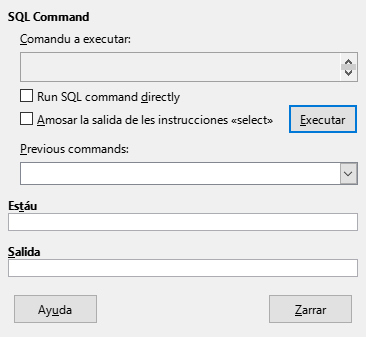 SQL Command
Comandu a executar:
Run SQL command directly
Amosar la salida de les instrucciones «select»
Executar
Previous commands:
Estáu
Salida
Ayuda
Zarrar